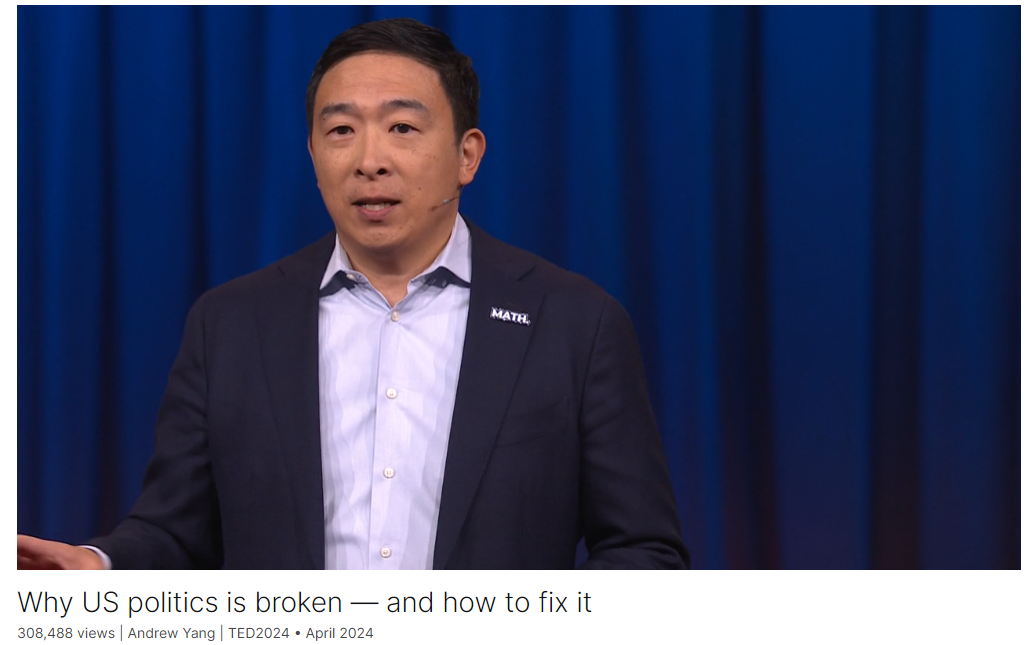 MATH.
Why US politics is broken — and how to fix it
308,488 views | Andrew Yang | TED2024 • April 2024